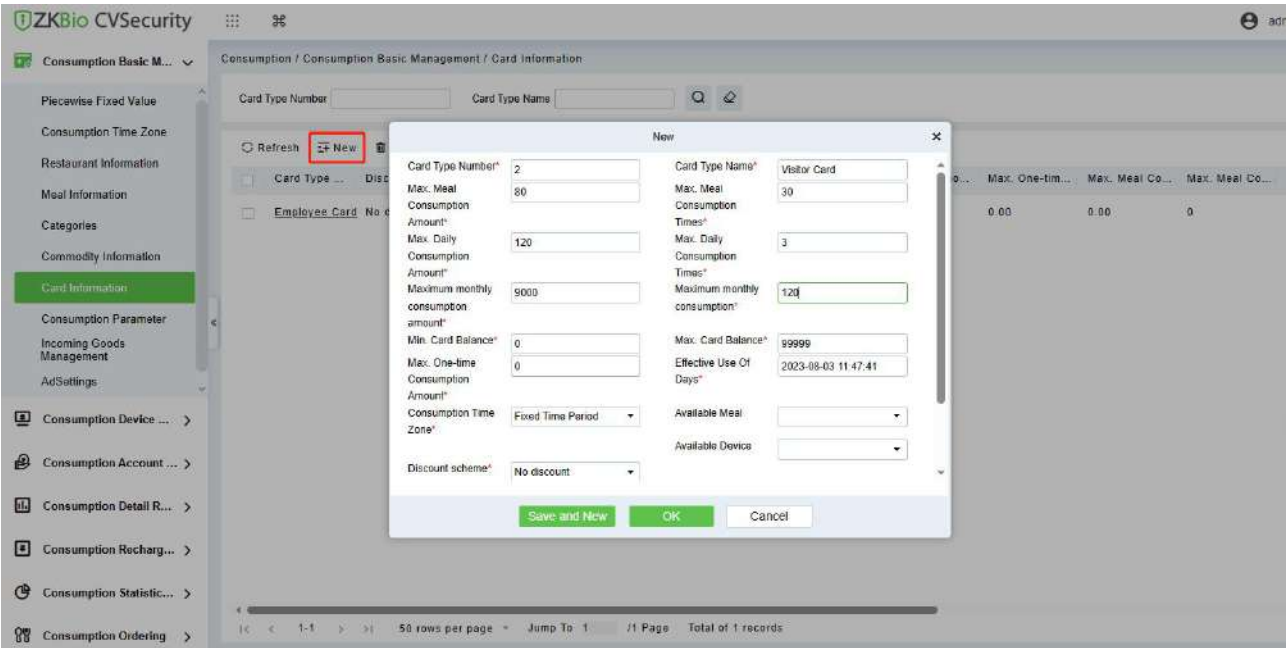 ZKBio CVSecurity
adm
Consumption Basic M...
Consumption / Consumption Basic Management / Card Information
Piecewise Fixed Value
Card Type Number
Card Type Name
Consumption Time Zone
Restaurant Information
Meal Information
Categories
Commodity Information
Card Information
Consumption Parameter
Incoming Goods
Management
AdSettings
Consumption Device ...
Consumption Account ...
Consumption Detail R...
Consumption Recharg...
Consumption Statistic...
Consumption Ordering
Refresh
New
Card Type ...
Disc
o...
Max. One-tim...
Max. Meal Co...
Max. Meal Co...
Employee Card
No d
0.00
0.00
0
New
Card Type Number*
2
Card Type Name*
Visitor Card
Max. Meal
Consumption
Amount*
80
Max. Meal
Consumption
Times*
30
Max. Daily
Consumption
Amount*
120
Max. Daily
Consumption
Times*
3
Maximum monthly
consumption
amount*
9000
Maximum monthly
consumption*
120
Min. Card Balance*
0
Max. Card Balance*
99999
Max. One-time
Consumption
Amount*
0
Effective Use Of
Days*
2023-08-03 11:47:41
Consumption Time
Zone*
Fixed Time Period
Available Meal
Available Device
Discount scheme*
No discount
Save and New
OK
Cancel
1-1
50 rows per page
Jump To 1
/1 Page
Total of 1 records